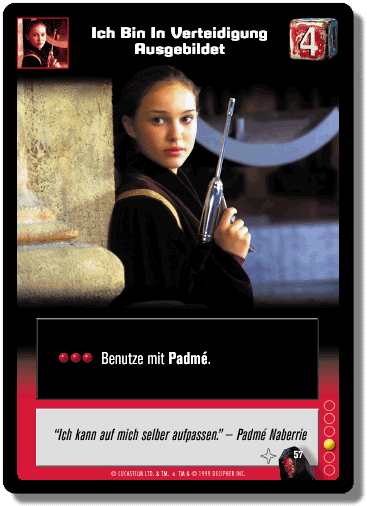 Ich Bin In Verteidigung
Ausgebildet
4
Benutze mit Padmé.
“Ich kann auf mich selber aufpassen.” – Padmé Naberrie
57
© LUCASFILM LTD. & TM. ® TM & © 1999 DECIPHER INC.